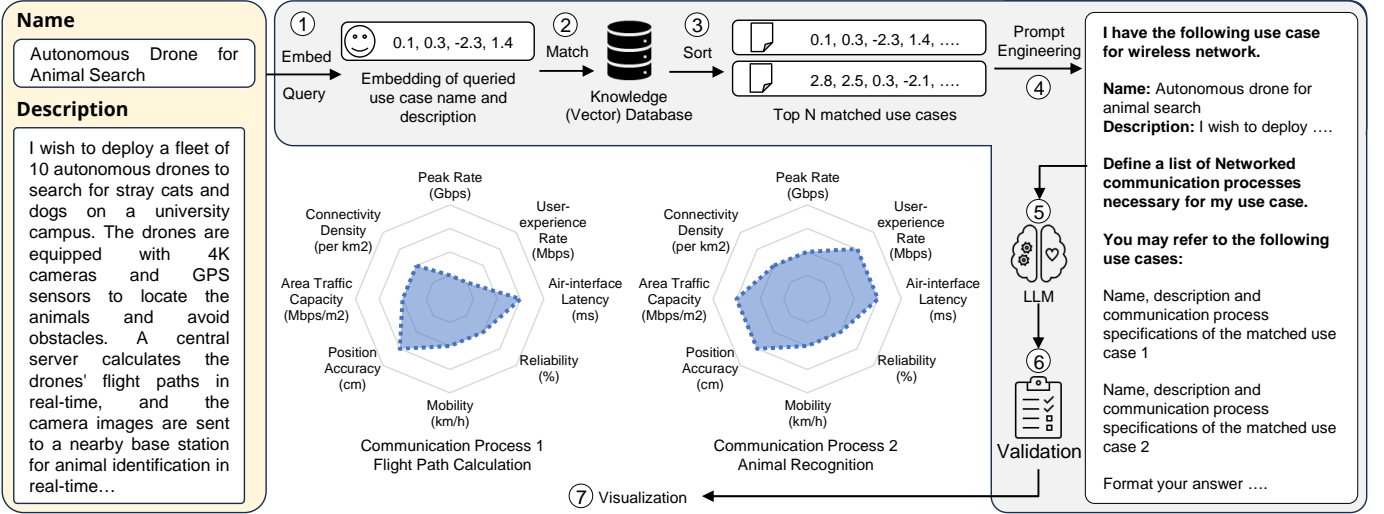 Name
Autonomous Drone for
Animal Search
Description
I wish to deploy a fleet of
10 autonomous drones to
search for stray cats and
dogs on a university
campus. The drones are
equipped with 4K
cameras and GPS
sensors to locate the
animals and avoid
obstacles. A central
server calculates the
drones' flight paths in
real-time, and the
camera images are sent
to a nearby base station
for animal identification in
real-time…
1
Embed
Query
0.1, 0.3, -2.3, 1.4
Embedding of queried
use case name and
description
2
Match
Knowledge
(Vector) Database
3
Sort
0.1, 0.3, -2.3, 1.4, ….
2.8, 2.5, 0.3, -2.1, ….
Top N matched use cases
Prompt
Engineering
4
I have the following use case
for wireless network.
Name: Autonomous drone for
animal search
Description: I wish to deploy ….
Define a list of Networked
communication processes
necessary for my use case.
You may refer to the following
use cases:
Name, description and
communication process
specifications of the matched use
case 1
Name, description and
communication process
specifications of the matched use
case 2
Format your answer ….
5
LLM
6
Validation
7 Visualization
Peak Rate
(Gbps)
User-
experience
Rate
(Mbps)
Air-interface
Latency
(ms)
Reliability
(%)
Mobility
(km/h)
Position
Accuracy
(cm)
Area Traffic
Capacity
(Mbps/m2)
Connectivity
Density
(per km2)
Communication Process 1
Flight Path Calculation
Peak Rate
(Gbps)
User-
experience
Rate
(Mbps)
Air-interface
Latency
(ms)
Reliability
(%)
Mobility
(km/h)
Position
Accuracy
(cm)
Area Traffic
Capacity
(Mbps/m2)
Connectivity
Density
(per km2)
Communication Process 2
Animal Recognition